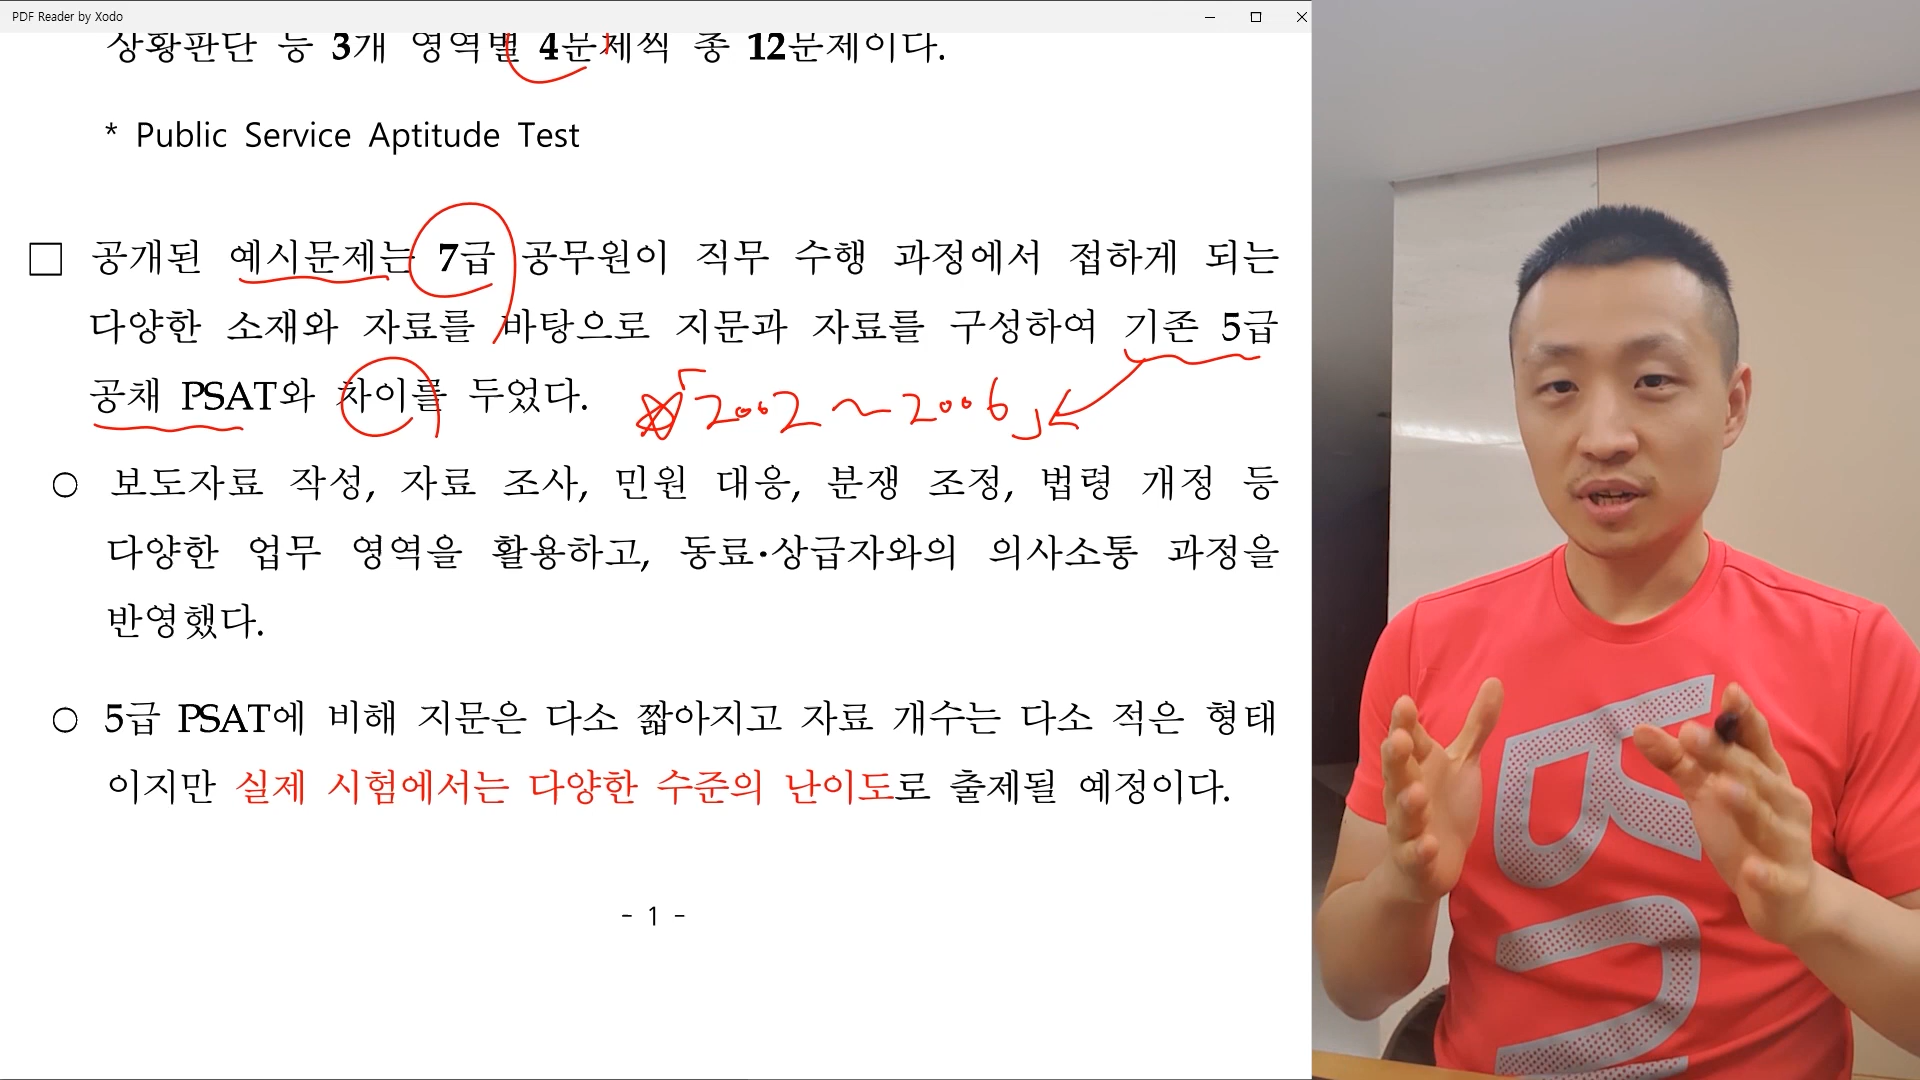 PDF Reader by Xodo
상황판단 등 3개 영역별 4문제씩 총 12문제이다.
* Public Service Aptitude Test
□ 공개된 예시문제는 7급 공무원이 직무 수행 과정에서 접하게 되는
다양한 소재와 자료를 바탕으로 지문과 자료를 구성하여 기존 5급
공채 PSAT와 차이를 두었다. ☆「2002~2006」
○ 보도자료 작성, 자료 조사, 민원 대응, 분쟁 조정, 법령 개정 등
다양한 업무 영역을 활용하고, 동료·상급자와의 의사소통 과정을
반영했다.
○ 5급 PSAT에 비해 지문은 다소 짧아지고 자료 개수는 다소 적은 형태
이지만 실제 시험에서는 다양한 수준의 난이도로 출제될 예정이다.
- 1 -
RU